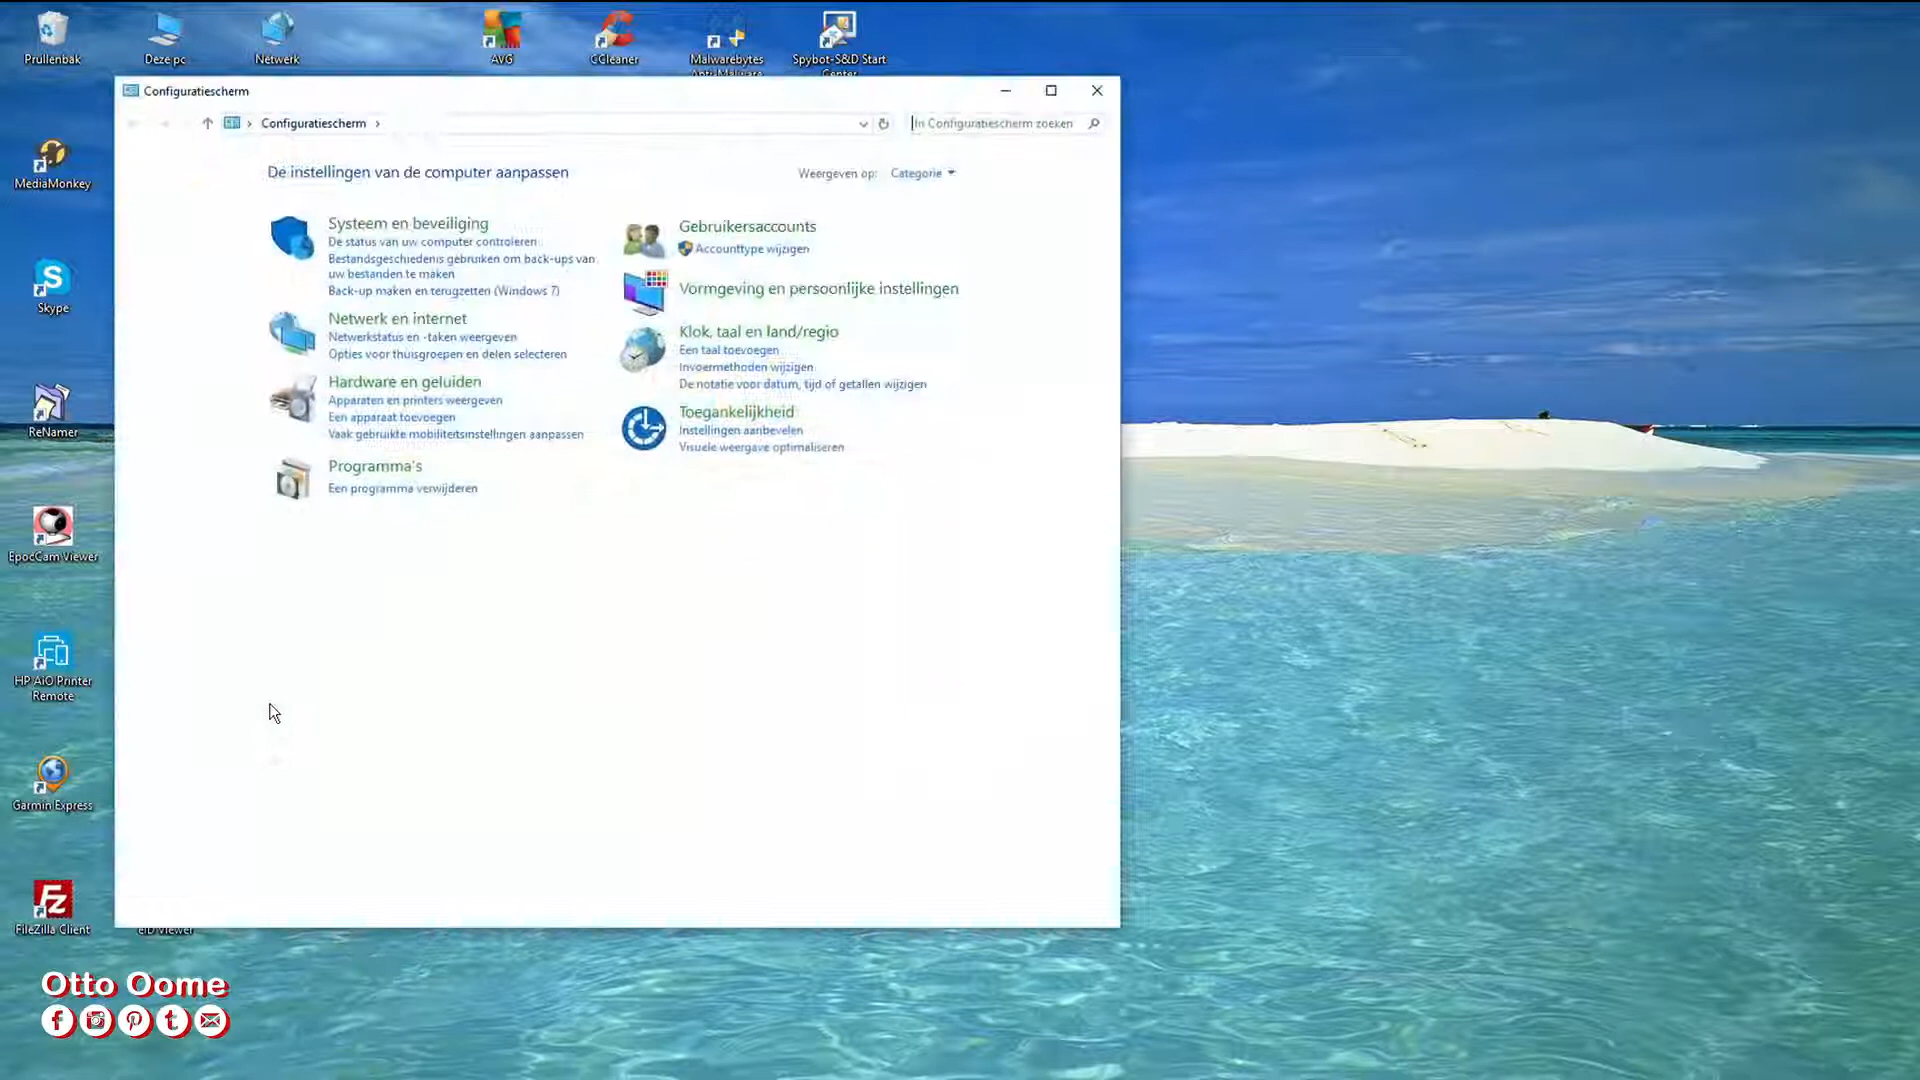 Prullenbak
Deze pc
Netwerk
AVG
CCleaner
Malwarebytes
Anti-Malware
Spybot-S&D Start
Center
Configuratiescherm
Configuratiescherm
In Configuratiescherm zoeken
De instellingen van de computer aanpassen
Weergeven op: Categorie
Systeem en beveiliging
De status van uw computer controleren
Bestandsgeschiedenis gebruiken om back-ups van
uw bestanden te maken
Back-up maken en terugzetten (Windows 7)
Netwerk en internet
Netwerkstatus en -taken weergeven
Opties voor thuisgroepen en delen selecteren
Hardware en geluiden
Apparaten en printers weergeven
Een apparaat toevoegen
Vaak gebruikte mobiliteitsinstellingen aanpassen
Programma's
Een programma verwijderen
Gebruikersaccounts
Accounttype wijzigen
Vormgeving en persoonlijke instellingen
Klok, taal en land/regio
Een taal toevoegen
Invoermethoden wijzigen
De notatie voor datum, tijd of getallen wijzigen
Toegankelijkheid
Instellingen aanbevelen
Visuele weergave optimaliseren
MediaMonkey
Skype
ReNamer
EpocCam Viewer
HP AiO Printer
Remote
Garmin Express
FileZilla Client
eID Viewer
Otto Oome